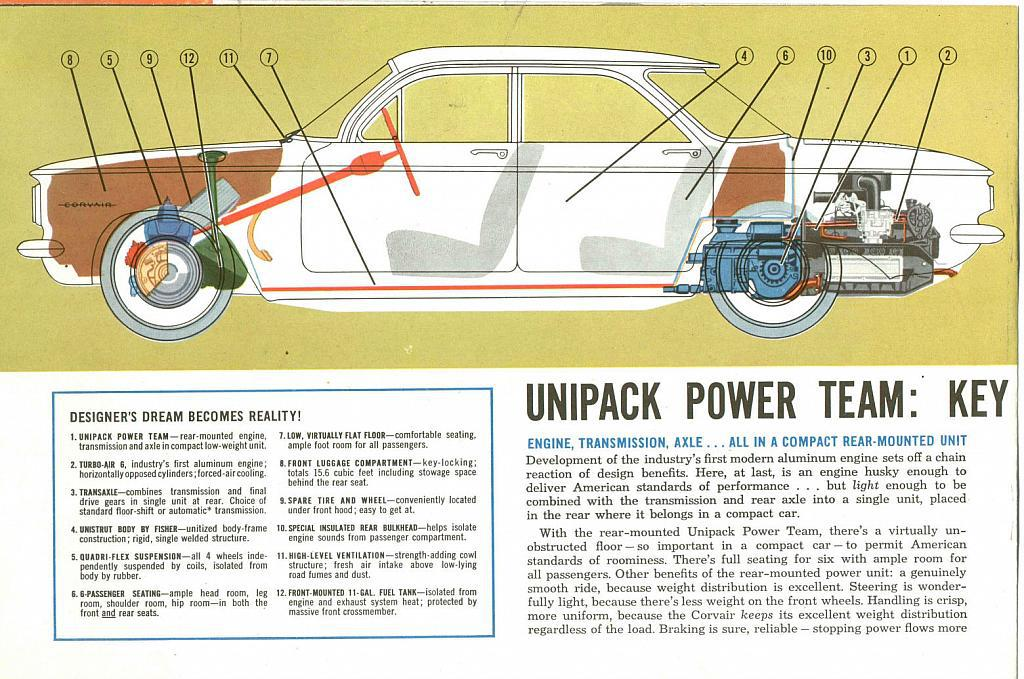 8 5 9 12 11 7 4 6 10 3 1 2
CORVAIR
DESIGNER'S DREAM BECOMES REALITY!
1. UNIPACK POWER TEAM—rear-mounted engine,
transmission and axle in compact low-weight unit.
2. TURBO-AIR 6, industry's first aluminum engine;
horizontally opposed cylinders; forced-air cooling.
3. TRANSAXLE—combines transmission and final
drive gears in single unit at rear. Choice of
standard floor-shift or automatic* transmission.
4. UNISTRUT BODY BY FISHER—unitized body-frame
construction; rigid, single welded structure.
5. QUADRI-FLEX SUSPENSION—all 4 wheels inde-
pendently suspended by coils, isolated from
body by rubber.
6. 6-PASSENGER SEATING—ample head room, leg
room, shoulder room, hip room—in both the
front and rear seats.
7. LOW, VIRTUALLY FLAT FLOOR—comfortable seating,
ample foot room for all passengers.
8. FRONT LUGGAGE COMPARTMENT—key-locking;
totals 15.6 cubic feet including stowage space
behind the rear seat.
9. SPARE TIRE AND WHEEL—conveniently located
under front hood; easy to get at.
10. SPECIAL INSULATED REAR BULKHEAD—helps isolate
engine sounds from passenger compartment.
11. HIGH-LEVEL VENTILATION—strength-adding cowl
structure; fresh air intake above low-lying
road fumes and dust.
12. FRONT-MOUNTED 11-GAL. FUEL TANK—isolated from
engine and exhaust system heat; protected by
massive front crossmember.
UNIPACK POWER TEAM: KEY
ENGINE, TRANSMISSION, AXLE . . . ALL IN A COMPACT REAR-MOUNTED UNIT
Development of the industry's first modern aluminum engine sets off a chain
reaction of design benefits. Here, at last, is an engine husky enough to
deliver American standards of performance . . . but light enough to be
combined with the transmission and rear axle into a single unit, placed
in the rear where it belongs in a compact car.
With the rear-mounted Unipack Power Team, there's a virtually un-
obstructed floor — so important in a compact car — to permit American
standards of roominess. There's full seating for six with ample room for
all passengers. Other benefits of the rear-mounted power unit: a genuinely
smooth ride, because weight distribution is excellent. Steering is wonder-
fully light, because there's less weight on the front wheels. Handling is crisp,
more uniform, because the Corvair keeps its excellent weight distribution
regardless of the load. Braking is sure, reliable — stopping power flows more